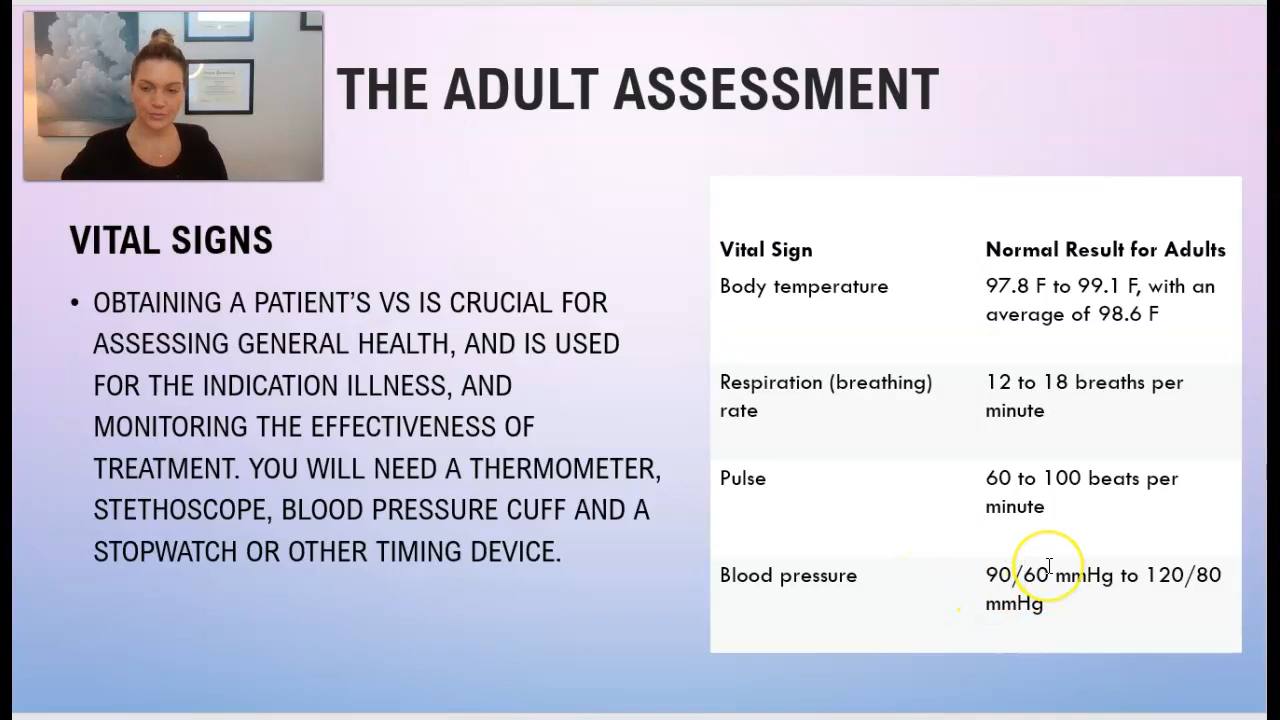 THE ADULT ASSESSMENT
VITAL SIGNS
• OBTAINING A PATIENT'S VS IS CRUCIAL FOR
ASSESSING GENERAL HEALTH, AND IS USED
FOR THE INDICATION ILLNESS, AND
MONITORING THE EFFECTIVENESS OF
TREATMENT. YOU WILL NEED A THERMOMETER,
STETHOSCOPE, BLOOD PRESSURE CUFF AND A
STOPWATCH OR OTHER TIMING DEVICE.
Vital Sign Normal Result for Adults
Body temperature 97.8 F to 99.1 F, with an
average of 98.6 F
Respiration (breathing) 12 to 18 breaths per
rate minute
Pulse 60 to 100 beats per
minute
Blood pressure 90/60 mmHg to 120/80
mmHg